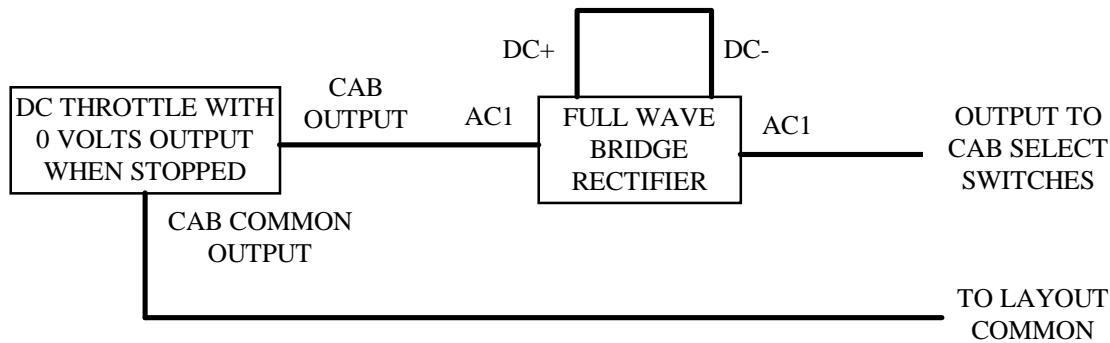 DC THROTTLE WITH
0 VOLTS OUTPUT
WHEN STOPPED
CAB
OUTPUT
CAB COMMON
OUTPUT
AC1
DC+
DC-
FULL WAVE
BRIDGE
RECTIFIER
AC1
OUTPUT TO
CAB SELECT
SWITCHES
TO LAYOUT
COMMON